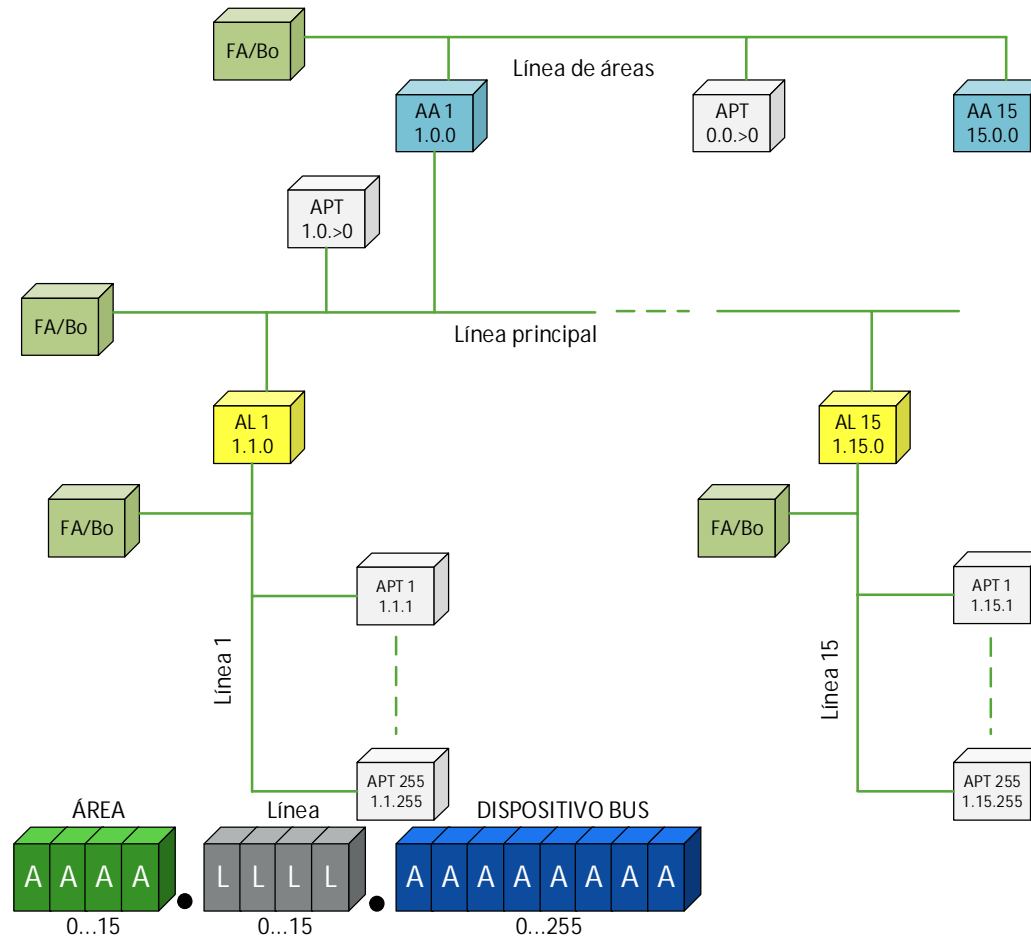 FA/Bo
Línea de áreas
AA 1
1.0.0
APT
0.0.>0
AA 15
15.0.0
APT
1.0.>0
FA/Bo
Línea principal
AL 1
1.1.0
AL 15
1.15.0
FA/Bo
FA/Bo
APT 1
1.1.1
APT 1
1.15.1
Línea 1
Línea 15
APT 255
1.1.255
APT 255
1.15.255
ÁREA
Línea
DISPOSITIVO BUS
A A A A . L L L L . A A A A A A A A
0...15
0...15
0...255